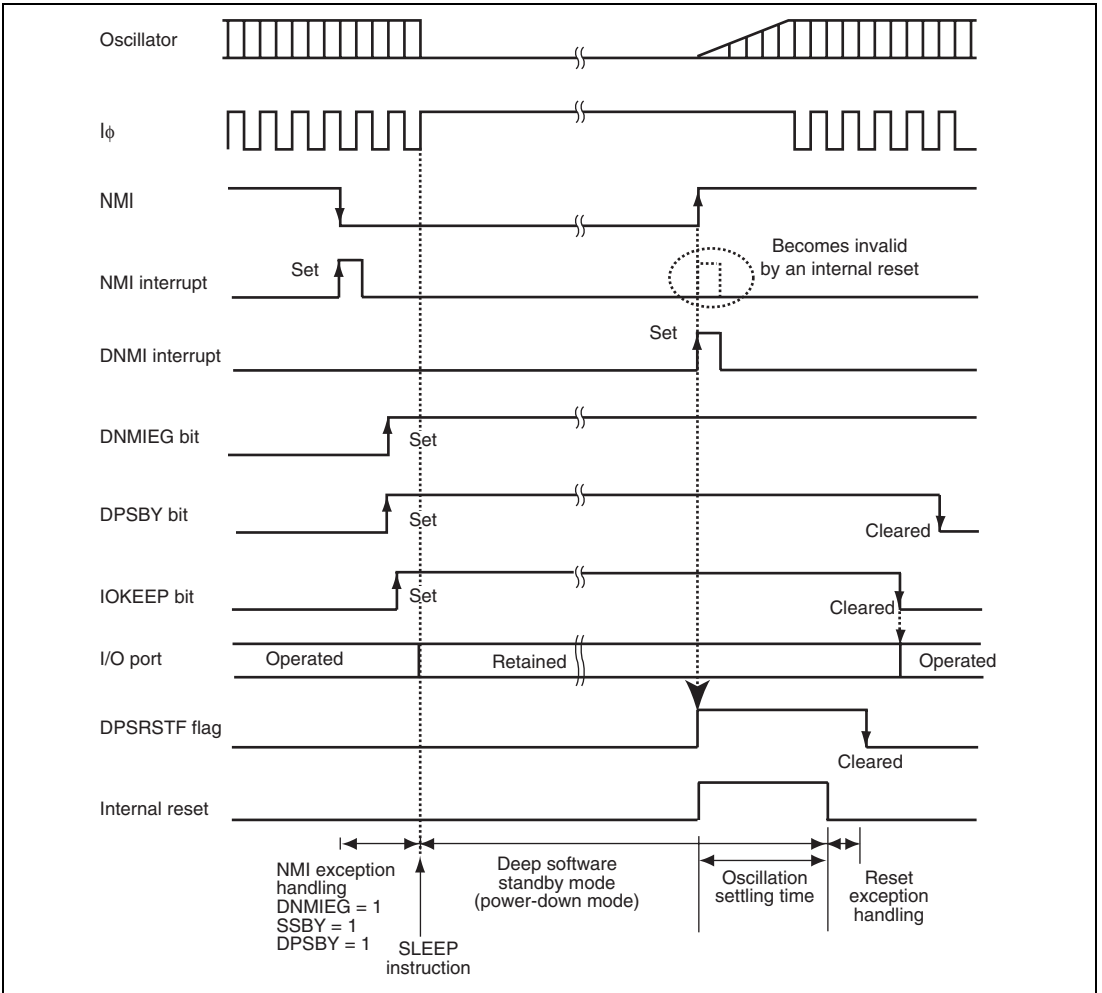 Oscillator
Iϕ
NMI
Becomes invalid
by an internal reset
NMI interrupt
Set
Set
DNMI interrupt
DNMIEG bit
Set
DPSBY bit
Set
Cleared
IOKEEP bit
Set
Cleared
I/O port
Operated
Retained
Operated
DPSRSTF flag
Cleared
Internal reset
NMI exception
handling
DNMIEG = 1
SSBY = 1
DPSBY = 1
SLEEP
instruction
Deep software
standby mode
(power-down mode)
Oscillation
settling time
Reset
exception
handling